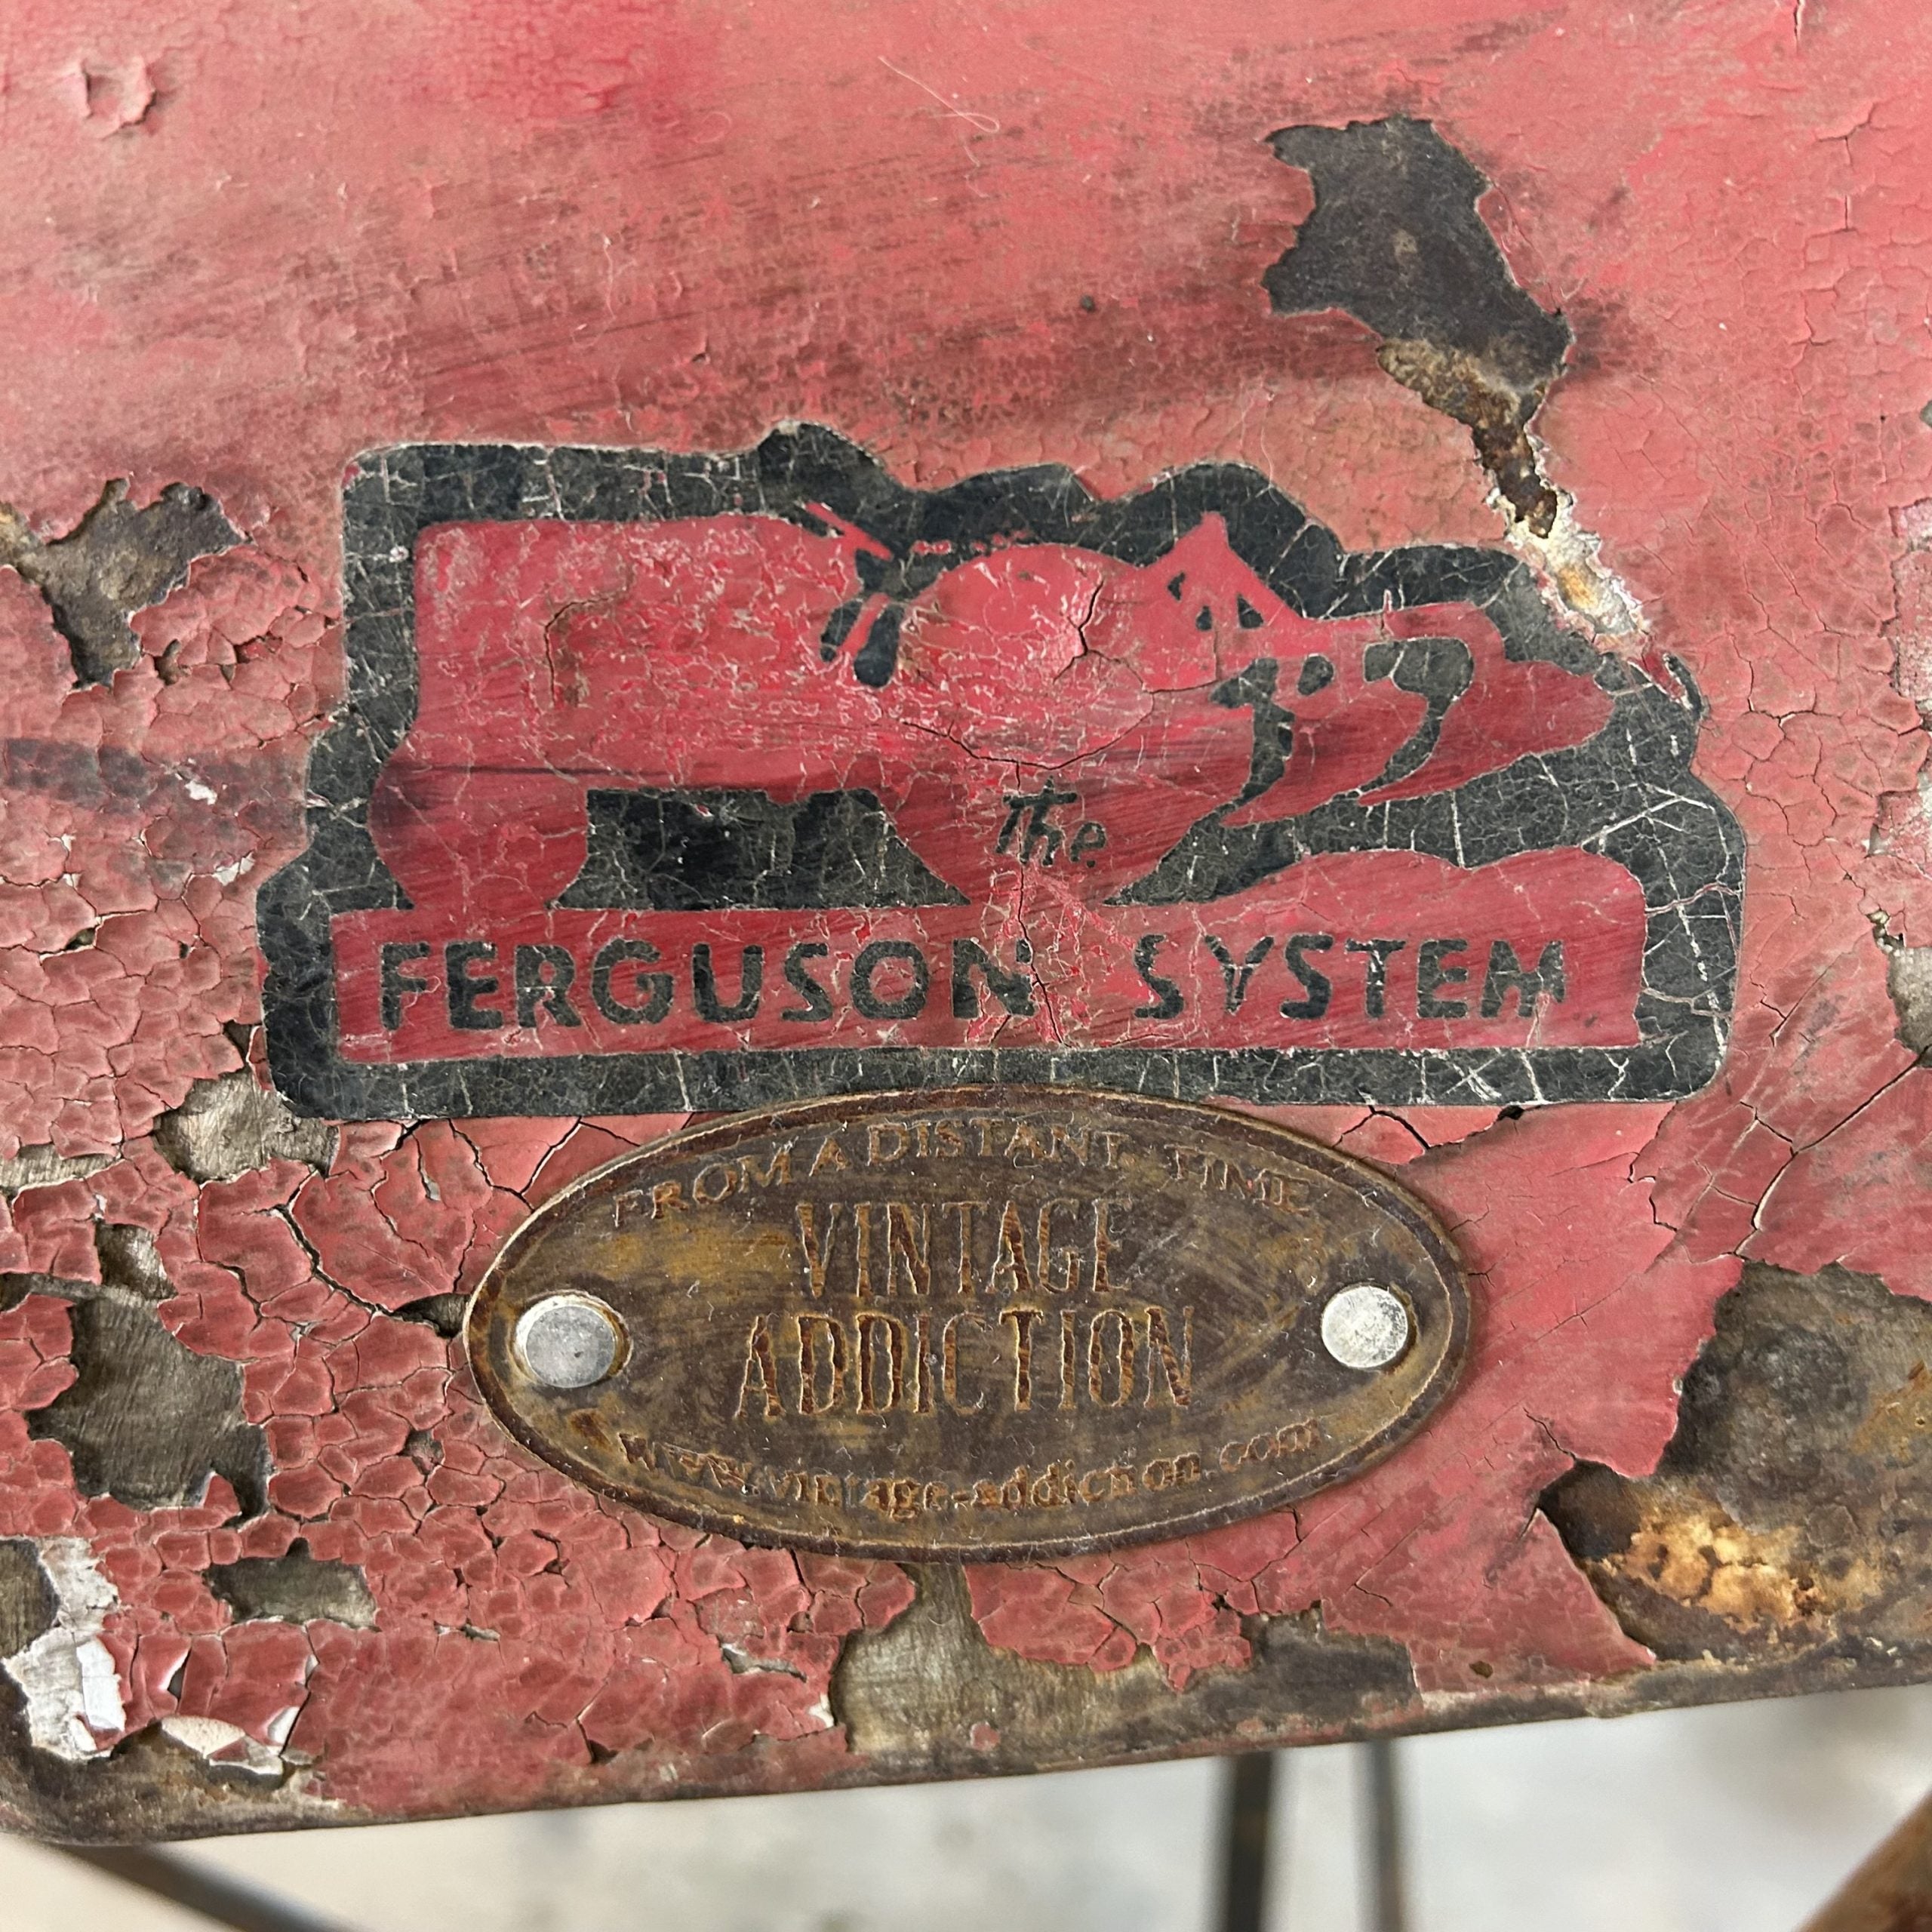 the
FERGUSON SYSTEM
FROM A DISTANT TIME
VINTAGE
ADDICTION
www.vintage-addiction.com